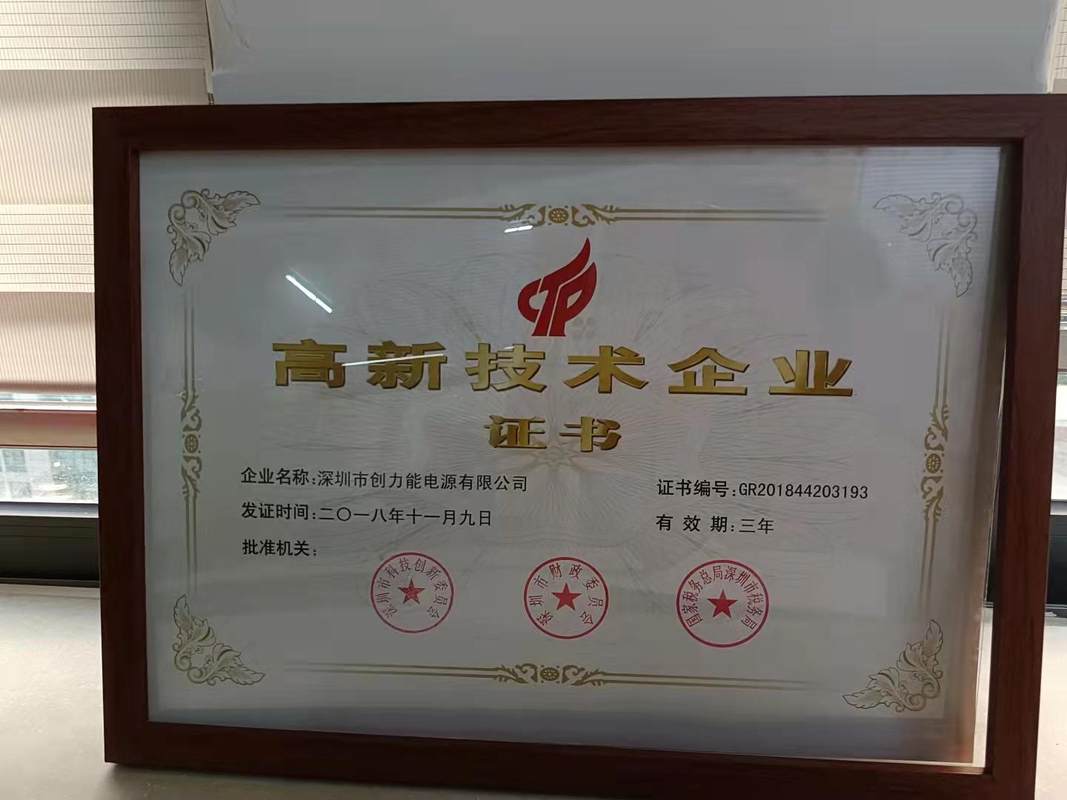 高新技术企业
证书
企业名称:深圳市创力能电源有限公司
证书编号:GR201844203193
发证时间:二〇一八年十一月九日
有效期:三年
批准机关:
深圳市科技创新委员会
深圳市财政委员会
国家税务总局深圳市税务局